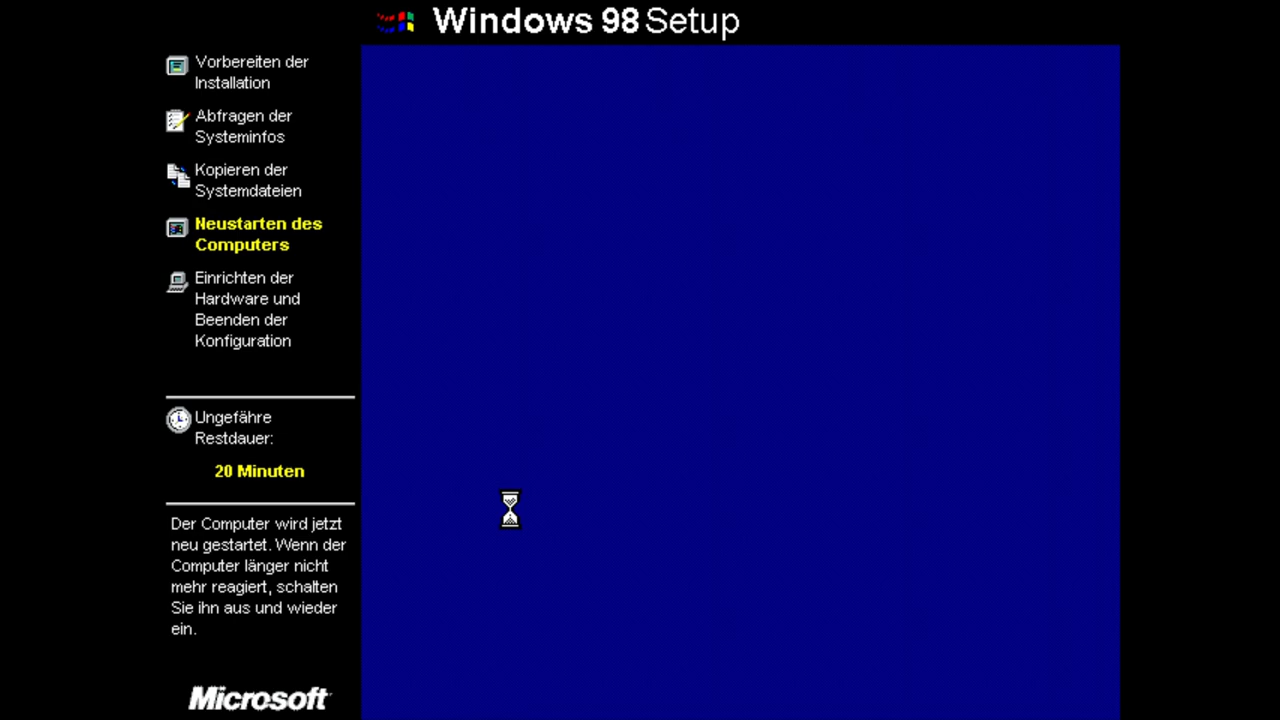 Windows 98 Setup
Vorbereiten der
Installation
Abfragen der
Systeminfos
Kopieren der
Systemdateien
Neustarten des
Computers
Einrichten der
Hardware und
Beenden der
Konfiguration
Ungefähre
Restdauer:
20 Minuten
Der Computer wird jetzt
neu gestartet. Wenn der
Computer länger nicht
mehr reagiert, schalten
Sie ihn aus und wieder
ein.
Microsoft